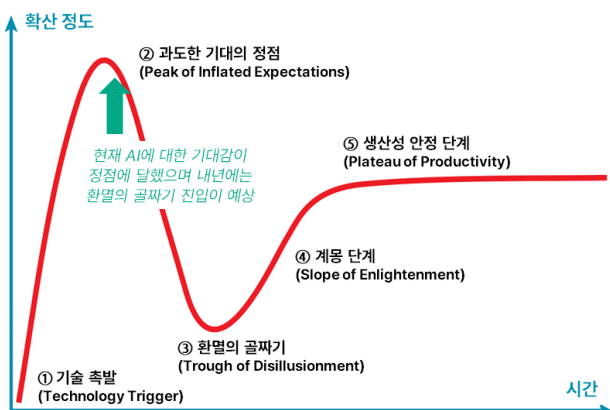 확산 정도
② 과도한 기대의 정점
(Peak of Inflated Expectations)
현재 AI에 대한 기대감이
정점에 달했으며 내년에는
환멸의 골짜기 진입이 예상
⑤ 생산성 안정 단계
(Plateau of Productivity)
④ 계몽 단계
(Slope of Enlightenment)
③ 환멸의 골짜기
(Trough of Disillusionment)
① 기술 촉발
(Technology Trigger)
시간